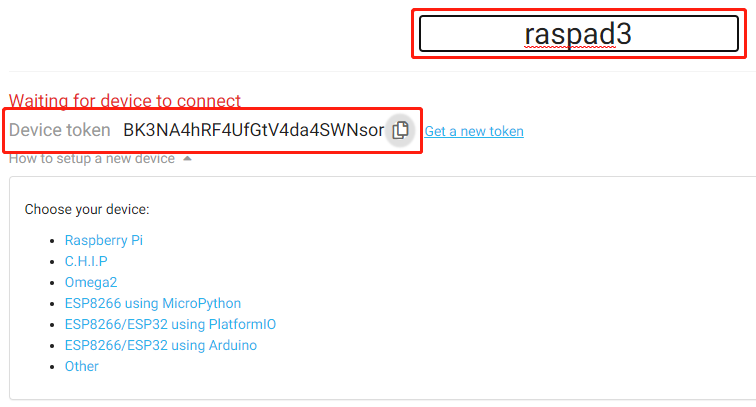 raspad3
Waiting for device to connect
Device token BK3NA4hRF4UfGtV4da4SWNsor Get a new token
How to setup a new device
Choose your device:
Raspberry Pi
C.H.I.P
Omega2
ESP8266 using MicroPython
ESP8266/ESP32 using PlatformIO
ESP8266/ESP32 using Arduino
Other